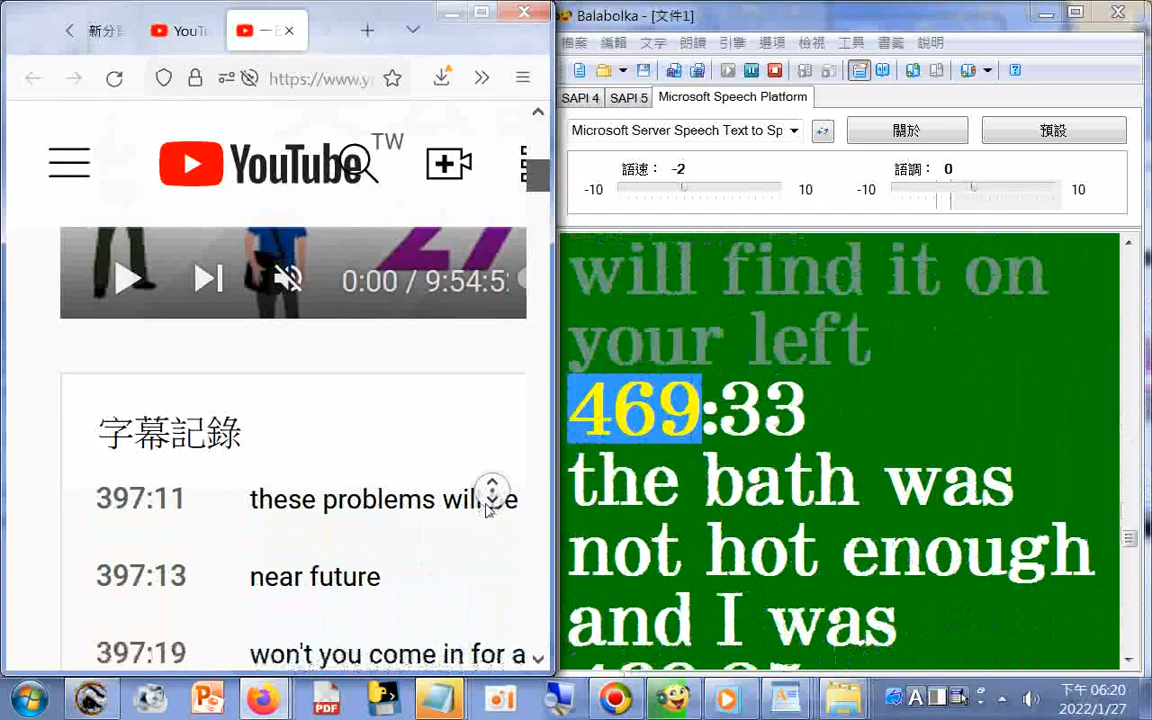 新分
YouTu
一 E
https://www.y
YouTube
TW
0:00 / 9:54:5
字幕記錄
397:11 these problems will be
397:13 near future
397:19 won't you come in for a
Balabolka - [文件1]
檔案 編輯 文字 朗讀 引擎 選項 檢視 工具 書籤 說明
SAPI 4 SAPI 5 Microsoft Speech Platform
Microsoft Server Speech Text to Sp
關於 預設
語速： -2 語調： 0
-10 10 -10 10
will find it on
your left
469:33
the bath was
not hot enough
and I was
下午 06:20
2022/1/27